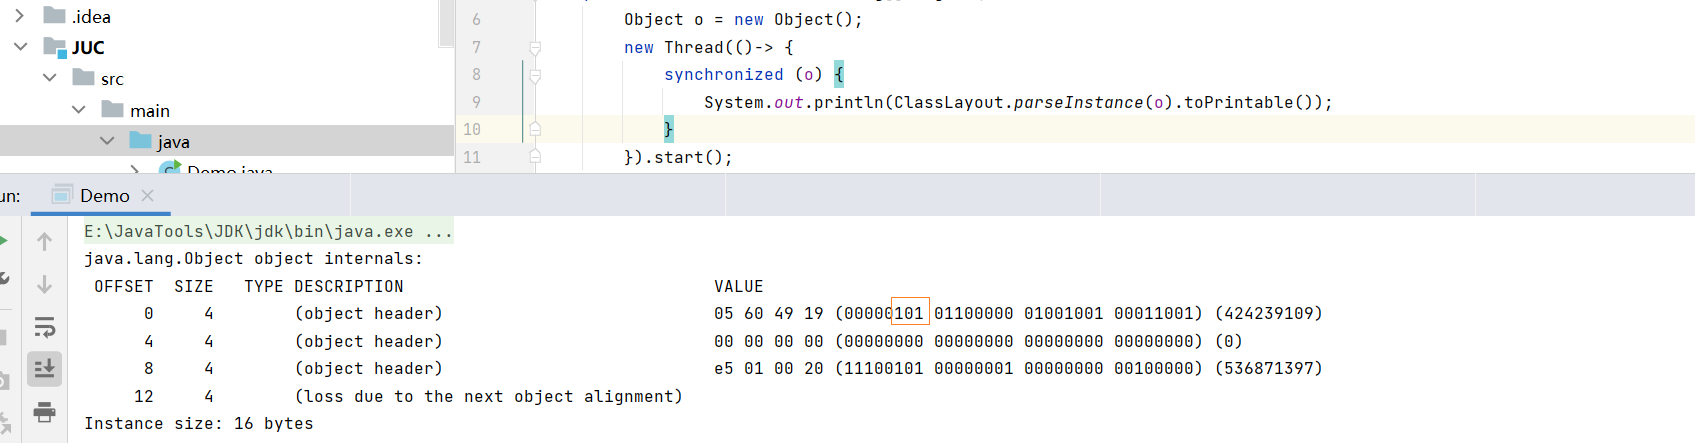 .idea
JUC
src
main
java
Demo.java
6 Object o = new Object();
7 new Thread(()-> {
8 synchronized (o) {
9 System.out.println(ClassLayout.parseInstance(o).toPrintable());
10 }
11 }).start();
un: Demo
E:\JavaTools\JDK\jdk\bin\java.exe ...
java.lang.Object object internals:
OFFSET SIZE TYPE DESCRIPTION VALUE
0 4 (object header) 05 60 49 19 (00000101 01100000 01001001 00011001) (424239109)
4 4 (object header) 00 00 00 00 (00000000 00000000 00000000 00000000) (0)
8 4 (object header) e5 01 00 20 (11100101 00000001 00000000 00100000) (536871397)
12 4 (loss due to the next object alignment)
Instance size: 16 bytes